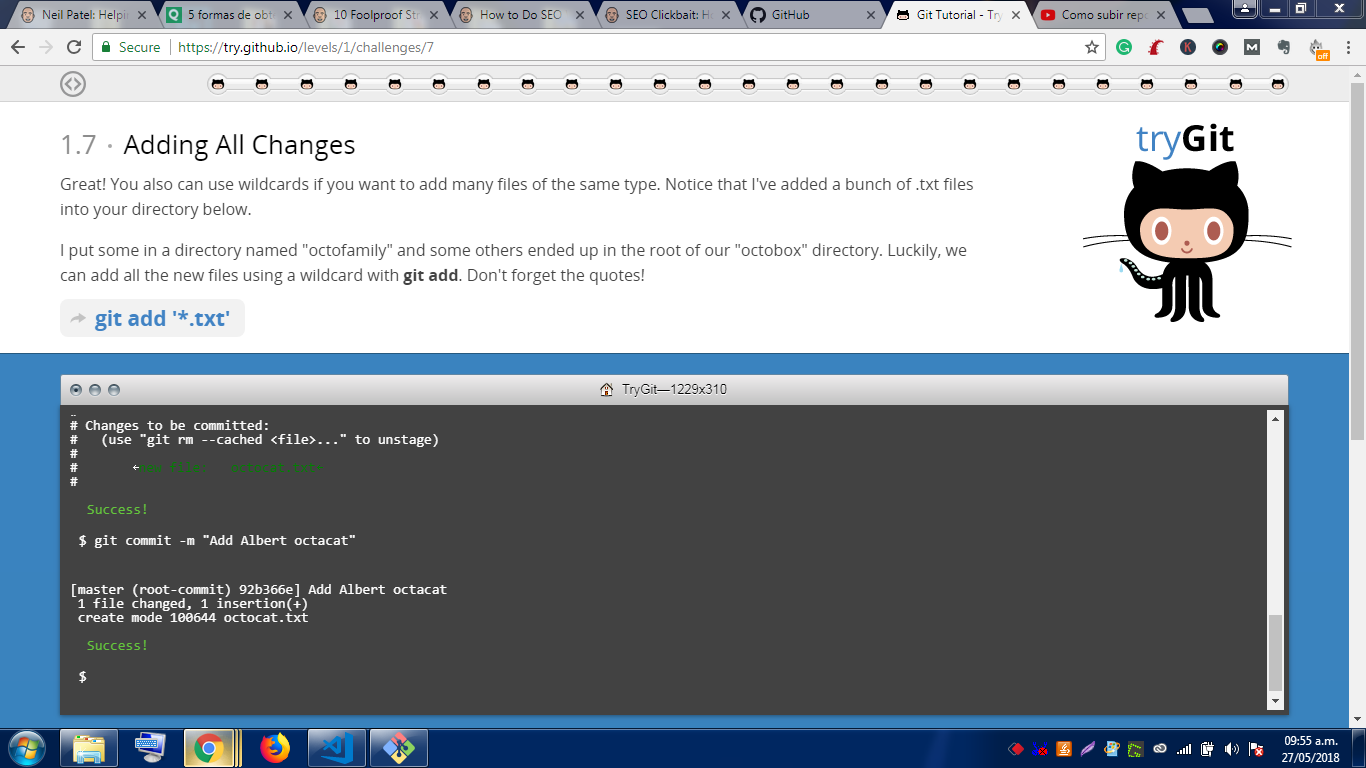 Neil Patel: Helpin
5 formas de obte
10 Foolproof Str
How to Do SEO
SEO Clickbait: H
GitHub
Git Tutorial - Try
Como subir repo
Secure
https://try.github.io/levels/1/challenges/7
off
1.7 · Adding All Changes
tryGit
Great! You also can use wildcards if you want to add many files of the same type. Notice that I've added a bunch of .txt files
into your directory below.
I put some in a directory named "octofamily" and some others ended up in the root of our "octobox" directory. Luckily, we
can add all the new files using a wildcard with git add. Don't forget the quotes!
git add '*.txt'
TryGit—1229x310
# Changes to be committed:
#   (use "git rm --cached <file>..." to unstage)
#
#       ←new file:   octocat.txt←
#
Success!
$ git commit -m "Add Albert octacat"
[master (root-commit) 92b366e] Add Albert octacat
1 file changed, 1 insertion(+)
create mode 100644 octocat.txt
Success!
$
09:55 a.m.
27/05/2018